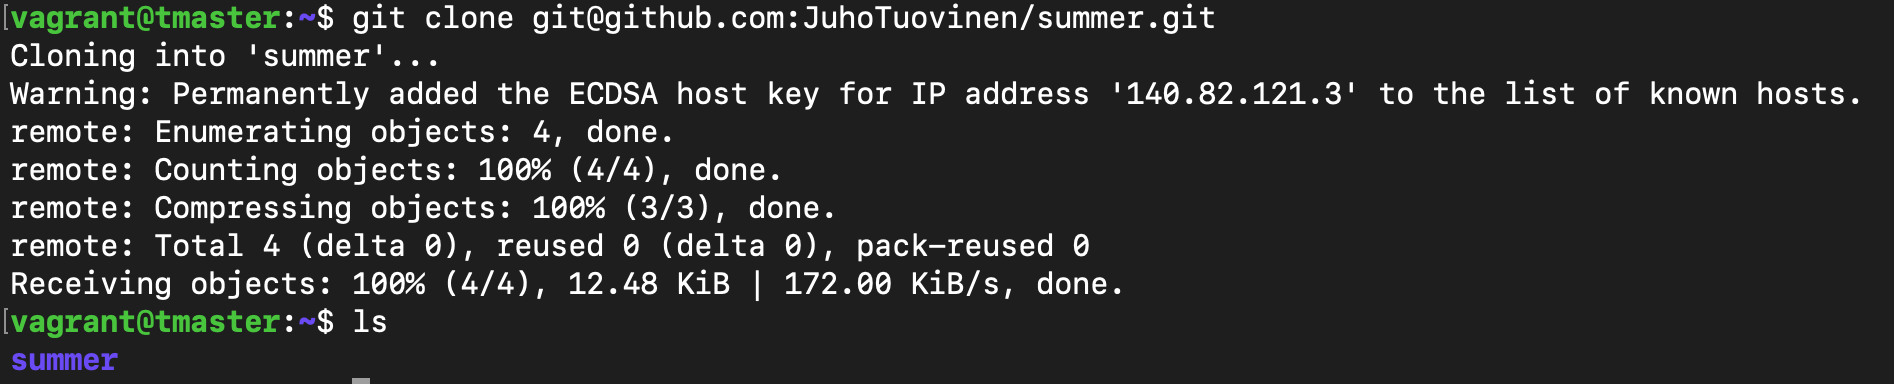 [vagrant@tmaster:~$ git clone git@github.com:JuhoTuovinen/summer.git
Cloning into 'summer'...
Warning: Permanently added the ECDSA host key for IP address '140.82.121.3' to the list of known hosts.
remote: Enumerating objects: 4, done.
remote: Counting objects: 100% (4/4), done.
remote: Compressing objects: 100% (3/3), done.
remote: Total 4 (delta 0), reused 0 (delta 0), pack-reused 0
Receiving objects: 100% (4/4), 12.48 KiB | 172.00 KiB/s, done.
[vagrant@tmaster:~$ ls
summer